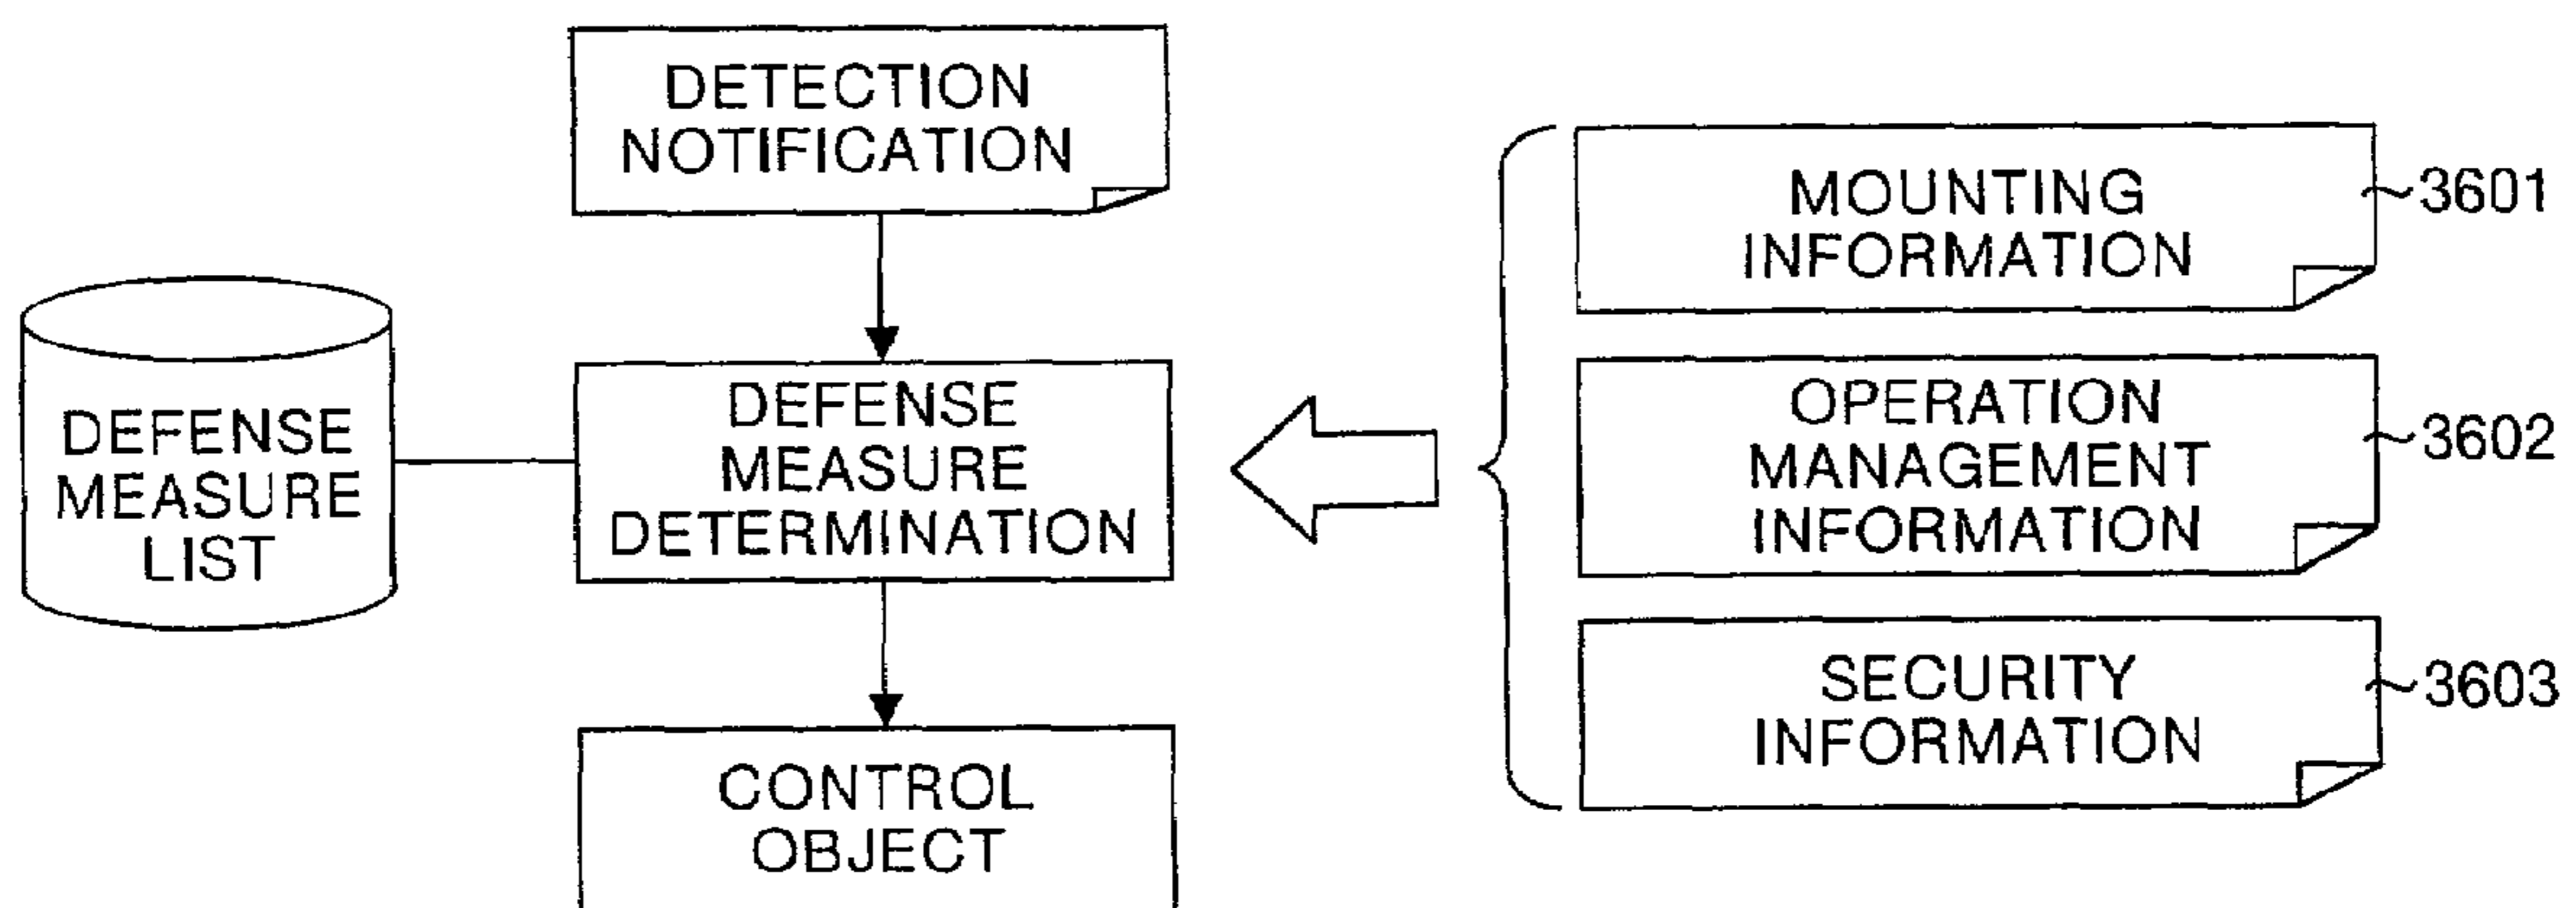 DETECTION
NOTIFICATION
DEFENSE
MEASURE
LIST
DEFENSE
MEASURE
DETERMINATION
CONTROL
OBJECT
MOUNTING
INFORMATION
3601
OPERATION
MANAGEMENT
INFORMATION
3602
SECURITY
INFORMATION
3603